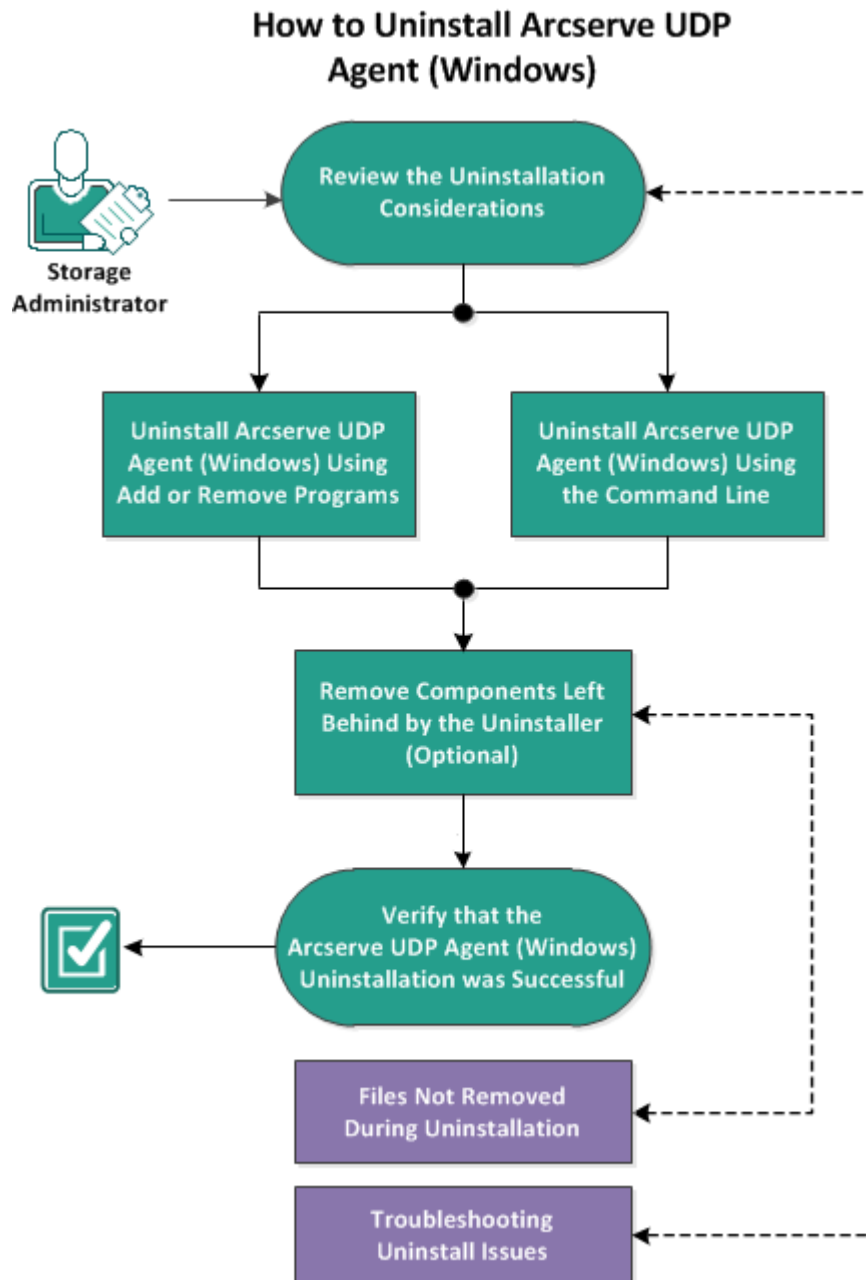 How to Uninstall Arcserve UDP
Agent (Windows)
Storage
Administrator
Review the Uninstallation
Considerations
Uninstall Arcserve UDP
Agent (Windows) Using
Add or Remove Programs
Uninstall Arcserve UDP
Agent (Windows) Using
the Command Line
Remove Components Left
Behind by the Uninstaller
(Optional)
Verify that the
Arcserve UDP Agent (Windows)
Uninstallation was Successful
Files Not Removed
During Uninstallation
Troubleshooting
Uninstall Issues